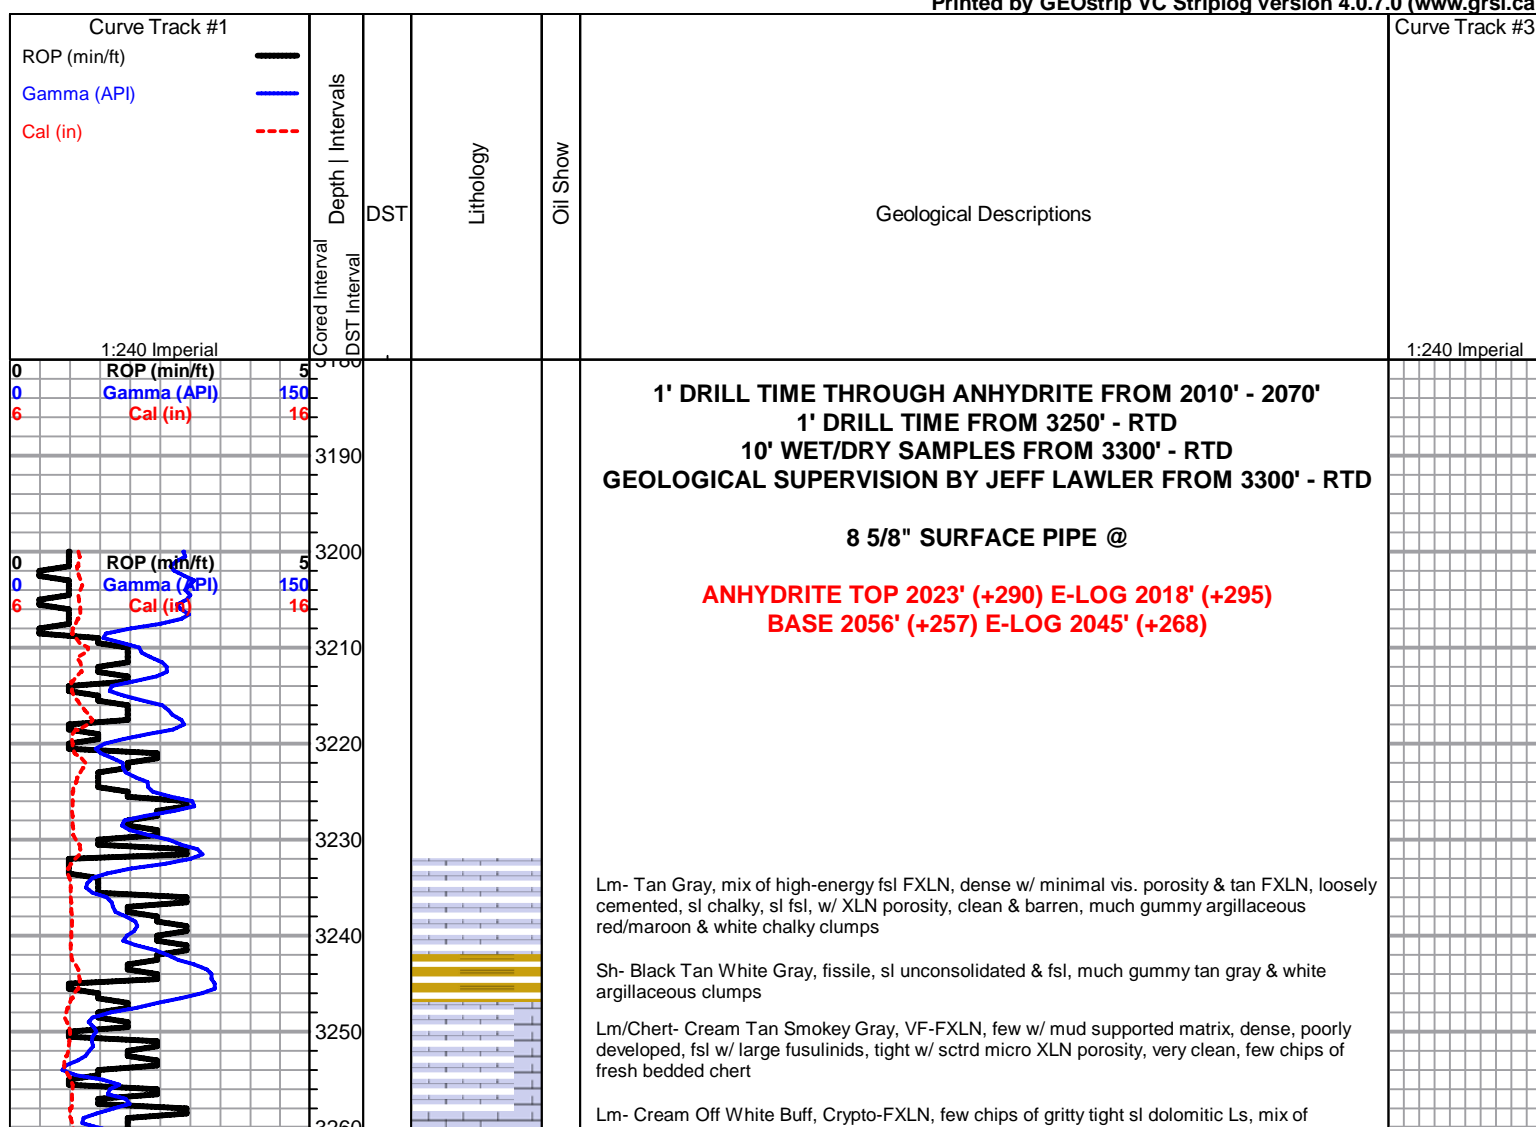 Printed by GEOstrip VC Striplog version 4.0.7.0 (www.grsi.ca
Curve Track #1
ROP (min/ft)
Gamma (API)
Cal (in)
1:240 Imperial
Cored Interval
Depth | Intervals
DST Interval
DST
Lithology
Oil Show
Geological Descriptions
Curve Track #3
1:240 Imperial
0 ROP (min/ft) 5
0 Gamma (API) 150
6 Cal (in) 16
3180
3190
3200
0 ROP (min/ft) 5
0 Gamma (API) 150
6 Cal (in) 16
3210
3220
3230
3240
3250
3260
1' DRILL TIME THROUGH ANHYDRITE FROM 2010' - 2070'
1' DRILL TIME FROM 3250' - RTD
10' WET/DRY SAMPLES FROM 3300' - RTD
GEOLOGICAL SUPERVISION BY JEFF LAWLER FROM 3300' - RTD
8 5/8" SURFACE PIPE @
ANHYDRITE TOP 2023' (+290) E-LOG 2018' (+295)
BASE 2056' (+257) E-LOG 2045' (+268)
Lm- Tan Gray, mix of high-energy fsl FXLN, dense w/ minimal vis. porosity & tan FXLN, loosely
cemented, sl chalky, sl fsl, w/ XLN porosity, clean & barren, much gummy argillaceous
red/maroon & white chalky clumps
Sh- Black Tan White Gray, fissile, sl unconsolidated & fsl, much gummy tan gray & white
argillaceous clumps
Lm/Chert- Cream Tan Smokey Gray, VF-FXLN, few w/ mud supported matrix, dense, poorly
developed, fsl w/ large fusulinids, tight w/ sctrd micro XLN porosity, very clean, few chips of
fresh bedded chert
Lm- Cream Off White Buff, Crypto-FXLN, few chips of gritty tight sl dolomitic Ls, mix of